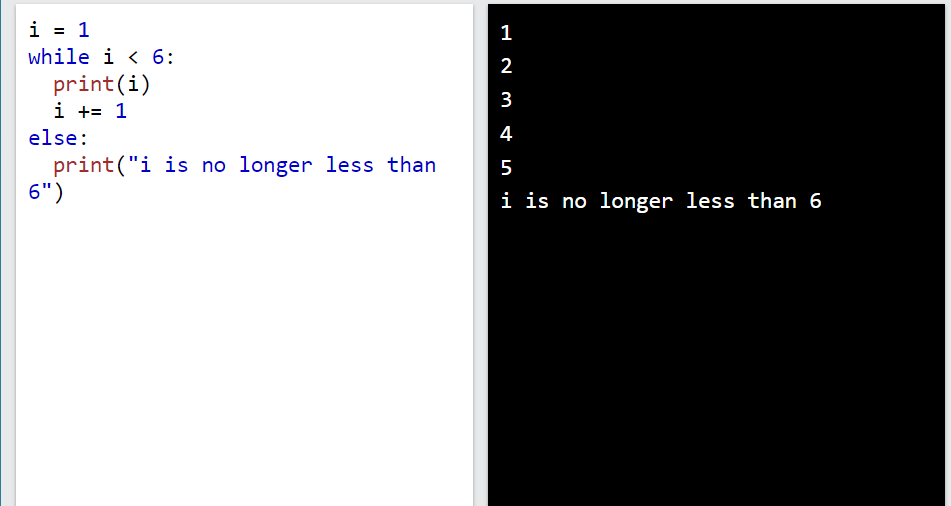 i = 1
while i < 6:
  print(i)
  i += 1
else:
  print("i is no longer less than
6")
1
2
3
4
5
i is no longer less than 6